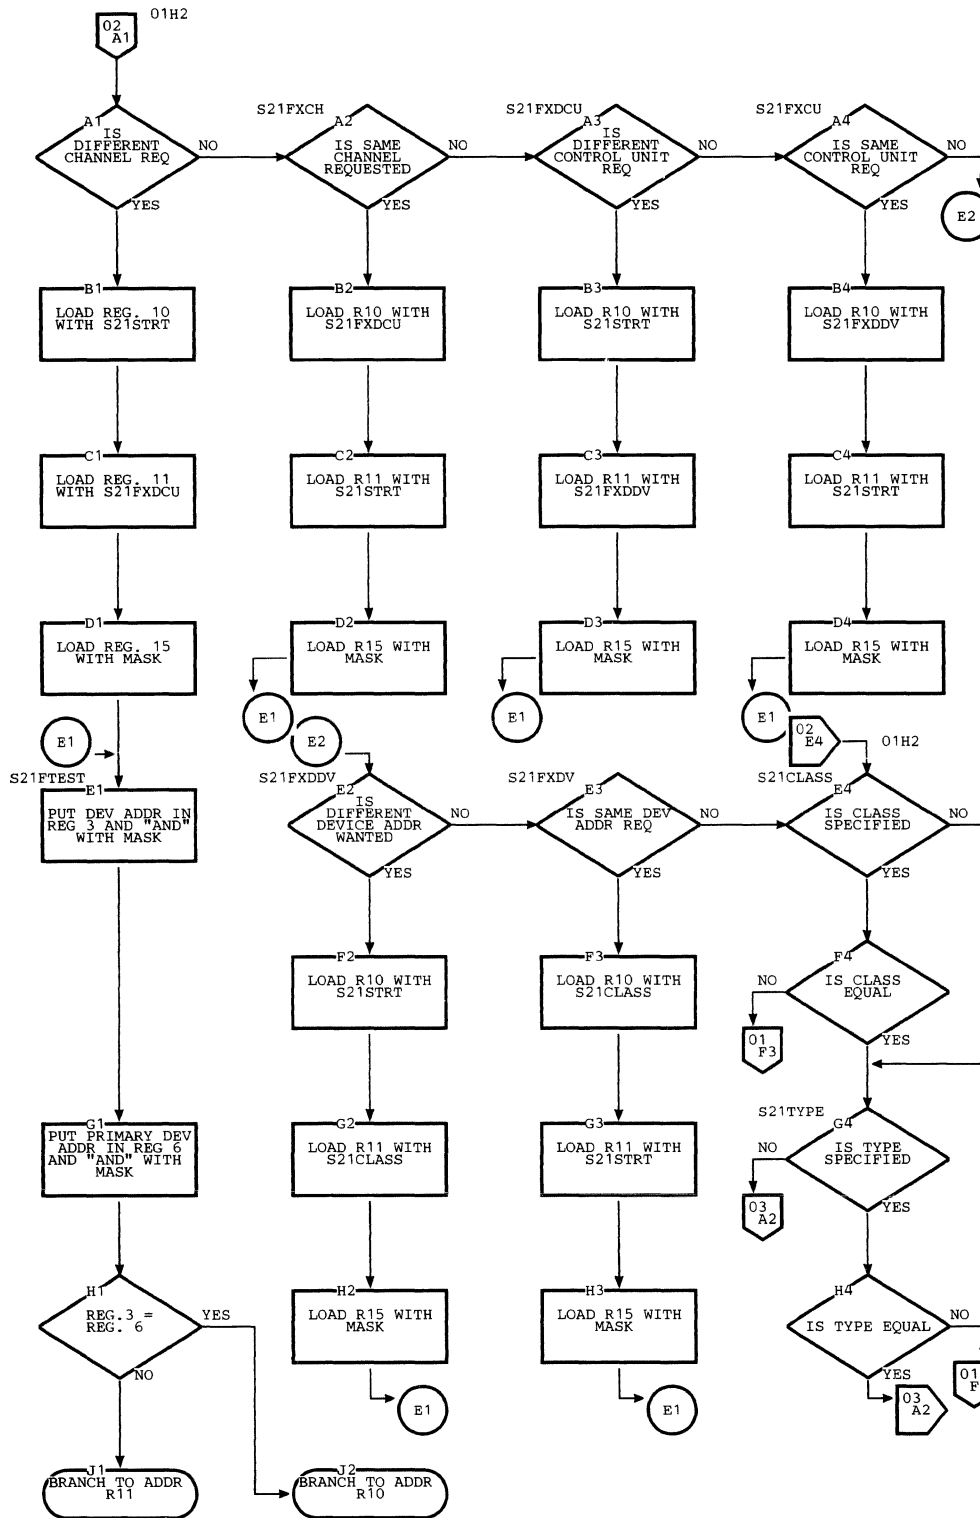 02
A1
01H2
A1
IS
DIFFERENT
CHANNEL REQ
NO
YES
S21FXCH
A2
IS SAME
CHANNEL
REQUESTED
NO
YES
S21FXDCU
A3
IS
DIFFERENT
CONTROL UNIT
REQ
NO
YES
S21FXCU
A4
IS SAME
CONTROL UNIT
REQ
NO
YES
E2
B1
LOAD REG. 10
WITH S21STRT
B2
LOAD R10 WITH
S21FXDCU
B3
LOAD R10 WITH
S21STRT
B4
LOAD R10 WITH
S21FXDDV
C1
LOAD REG. 11
WITH S21FXDCU
C2
LOAD R11 WITH
S21STRT
C3
LOAD R11 WITH
S21FXDDV
C4
LOAD R11 WITH
S21STRT
D1
LOAD REG. 15
WITH MASK
D2
LOAD R15 WITH
MASK
D3
LOAD R15 WITH
MASK
D4
LOAD R15 WITH
MASK
E1
E1
E2
E1
E1
02
E4
01H2
S21FTEST
E1
PUT DEV ADDR IN
REG 3 AND "AND"
WITH MASK
S21FXDDV
E2
IS
DIFFERENT
DEVICE ADDR
WANTED
NO
YES
S21FXDV
E3
IS SAME DEV
ADDR REQ
NO
YES
S21CLASS
E4
IS CLASS
SPECIFIED
NO
YES
F2
LOAD R10 WITH
S21STRT
F3
LOAD R10 WITH
S21CLASS
F4
IS CLASS
EQUAL
NO
YES
01
F3
G1
PUT PRIMARY DEV
ADDR IN REG 6
AND "AND" WITH
MASK
G2
LOAD R11 WITH
S21CLASS
G3
LOAD R11 WITH
S21STRT
S21TYPE
G4
IS TYPE
SPECIFIED
NO
YES
03
A2
H1
REG.3 =
REG. 6
YES
NO
H2
LOAD R15 WITH
MASK
H3
LOAD R15 WITH
MASK
H4
IS TYPE EQUAL
NO
YES
E1
E1
03
A2
01
F
J1
BRANCH TO ADDR
R11
J2
BRANCH TO ADDR
R10